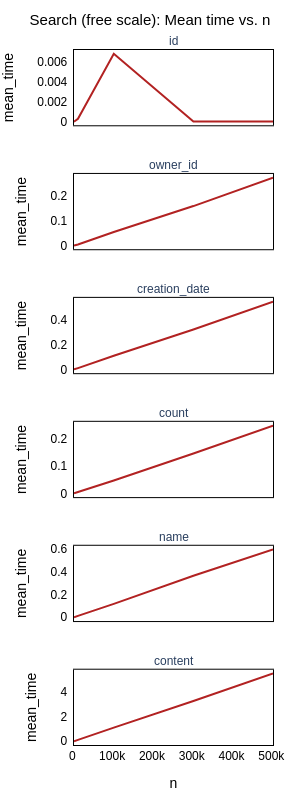 Search (free scale): Mean time vs. n
id
mean_time
0.006
0.004
0.002
0
owner_id
mean_time
0.2
0.1
0
creation_date
mean_time
0.4
0.2
0
count
mean_time
0.2
0.1
0
name
mean_time
0.6
0.4
0.2
0
content
mean_time
4
2
0
0 100k 200k 300k 400k 500k
n